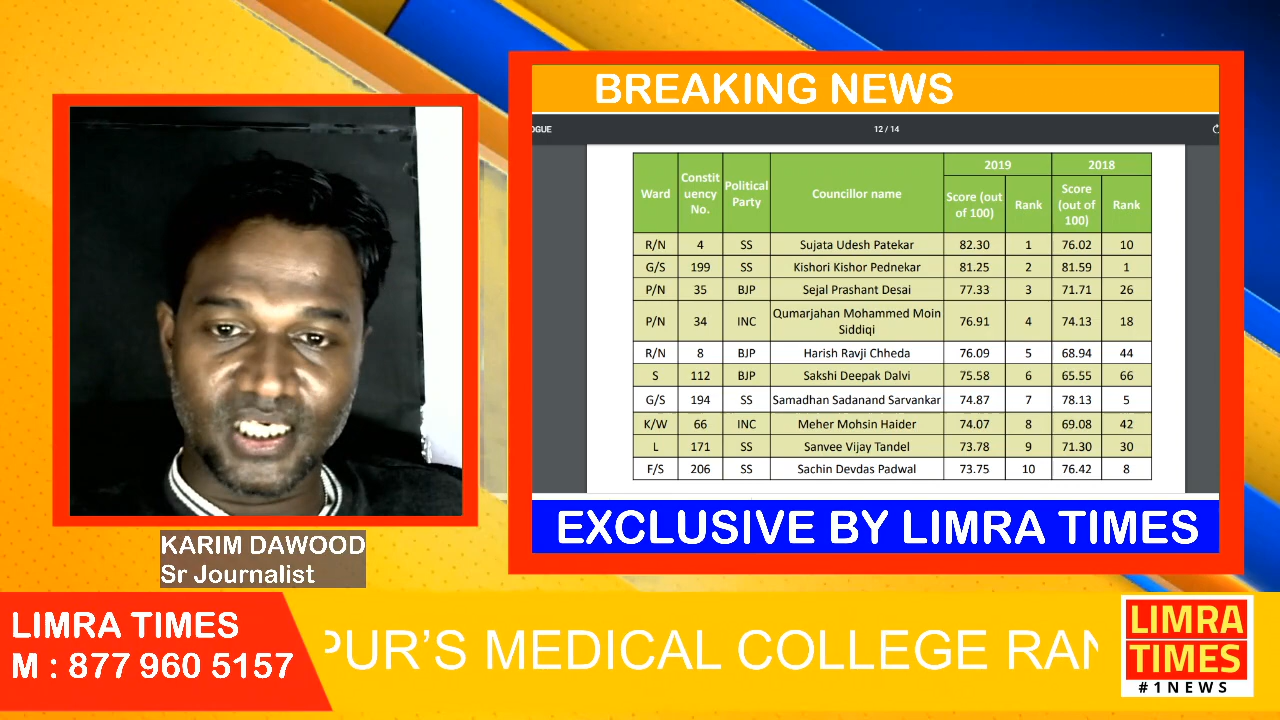 BREAKING NEWS
OGUE
12 / 14
Ward Constit uency No. Political Party Councillor name 2019 2018
Score (out of 100) Rank Score (out of 100) Rank
R/N 4 SS Sujata Udesh Patekar 82.30 1 76.02 10
G/S 199 SS Kishori Kishor Pednekar 81.25 2 81.59 1
P/N 35 BJP Sejal Prashant Desai 77.33 3 71.71 26
P/N 34 INC Qumarjahan Mohammed Moin Siddiqi 76.91 4 74.13 18
R/N 8 BJP Harish Ravji Chheda 76.09 5 68.94 44
S 112 BJP Sakshi Deepak Dalvi 75.58 6 65.55 66
G/S 194 SS Samadhan Sadanand Sarvankar 74.87 7 78.13 5
K/W 66 INC Meher Mohsin Haider 74.07 8 69.08 42
L 171 SS Sanvee Vijay Tandel 73.78 9 71.30 30
F/S 206 SS Sachin Devdas Padwal 73.75 10 76.42 8
EXCLUSIVE BY LIMRA TIMES
KARIM DAWOOD
Sr Journalist
LIMRA TIMES
M : 877 960 5157
PUR’S MEDICAL COLLEGE RAN
LIMRA
TIMES
#1NEWS